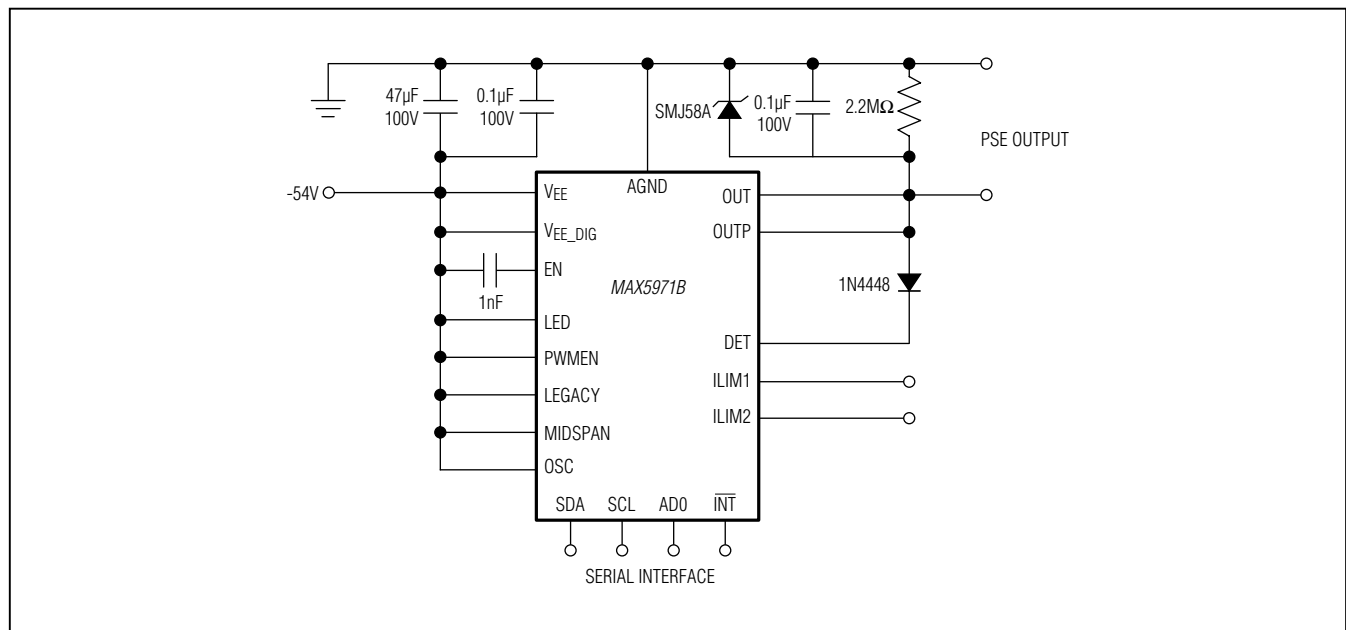 47µF
100V
0.1µF
100V
SMJ58A
0.1µF
100V
2.2MΩ
PSE OUTPUT
-54V
AGND
VEE
VEE_DIG
EN
1nF
LED
PWMEN
LEGACY
MIDSPAN
OSC
MAX5971B
OUT
OUTP
1N4448
DET
ILIM1
ILIM2
SDA SCL AD0 I̅N̅T̅
SERIAL INTERFACE